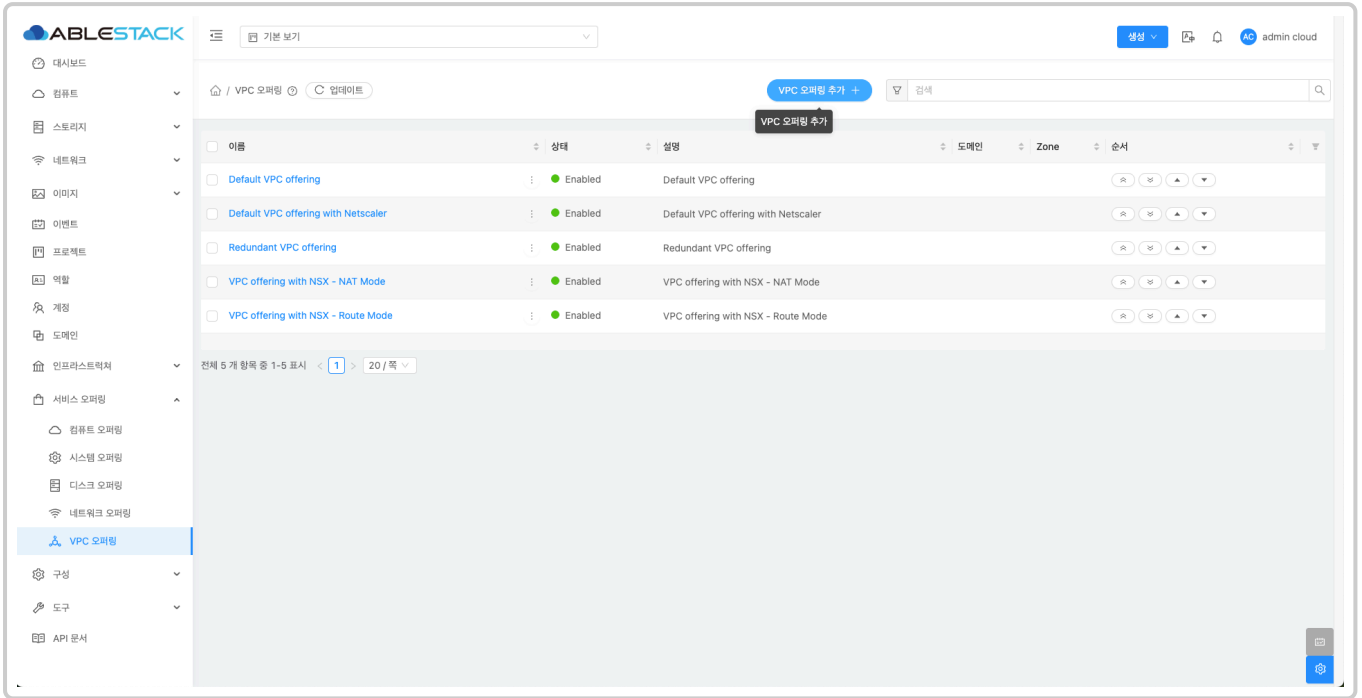 ABLESTACK
기본 보기
생성
AC admin cloud
대시보드
컴퓨트
스토리지
네트워크
이미지
이벤트
프로젝트
역할
계정
도메인
인프라스트럭쳐
서비스 오퍼링
컴퓨트 오퍼링
시스템 오퍼링
디스크 오퍼링
네트워크 오퍼링
VPC 오퍼링
구성
도구
API 문서
/ VPC 오퍼링 업데이트
VPC 오퍼링 추가 +
검색
VPC 오퍼링 추가
이름 상태 설명 도메인 Zone 순서
Default VPC offering Enabled Default VPC offering
Default VPC offering with Netscaler Enabled Default VPC offering with Netscaler
Redundant VPC offering Enabled Redundant VPC offering
VPC offering with NSX - NAT Mode Enabled VPC offering with NSX - NAT Mode
VPC offering with NSX - Route Mode Enabled VPC offering with NSX - Route Mode
전체 5 개 항목 중 1-5 표시 < 1 > 20 / 쪽